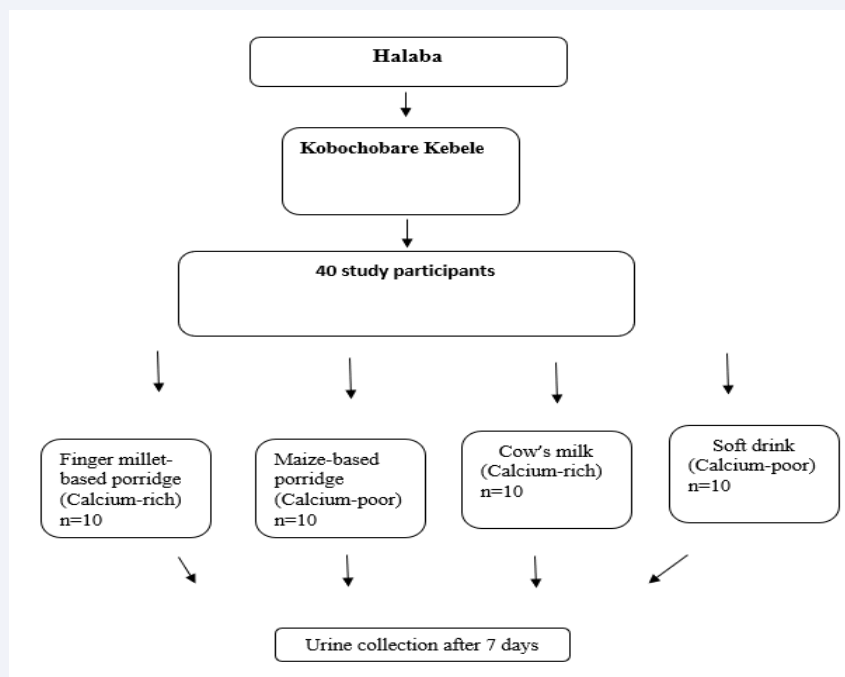 Halaba
Kobochobare Kebele
40 study participants
Finger millet-
based porridge
(Calcium-rich)
n=10
Maize-based
porridge
(Calcium-poor)
n=10
Cow's milk
(Calcium-rich)
n=10
Soft drink
(Calcium-poor)
n=10
Urine collection after 7 days